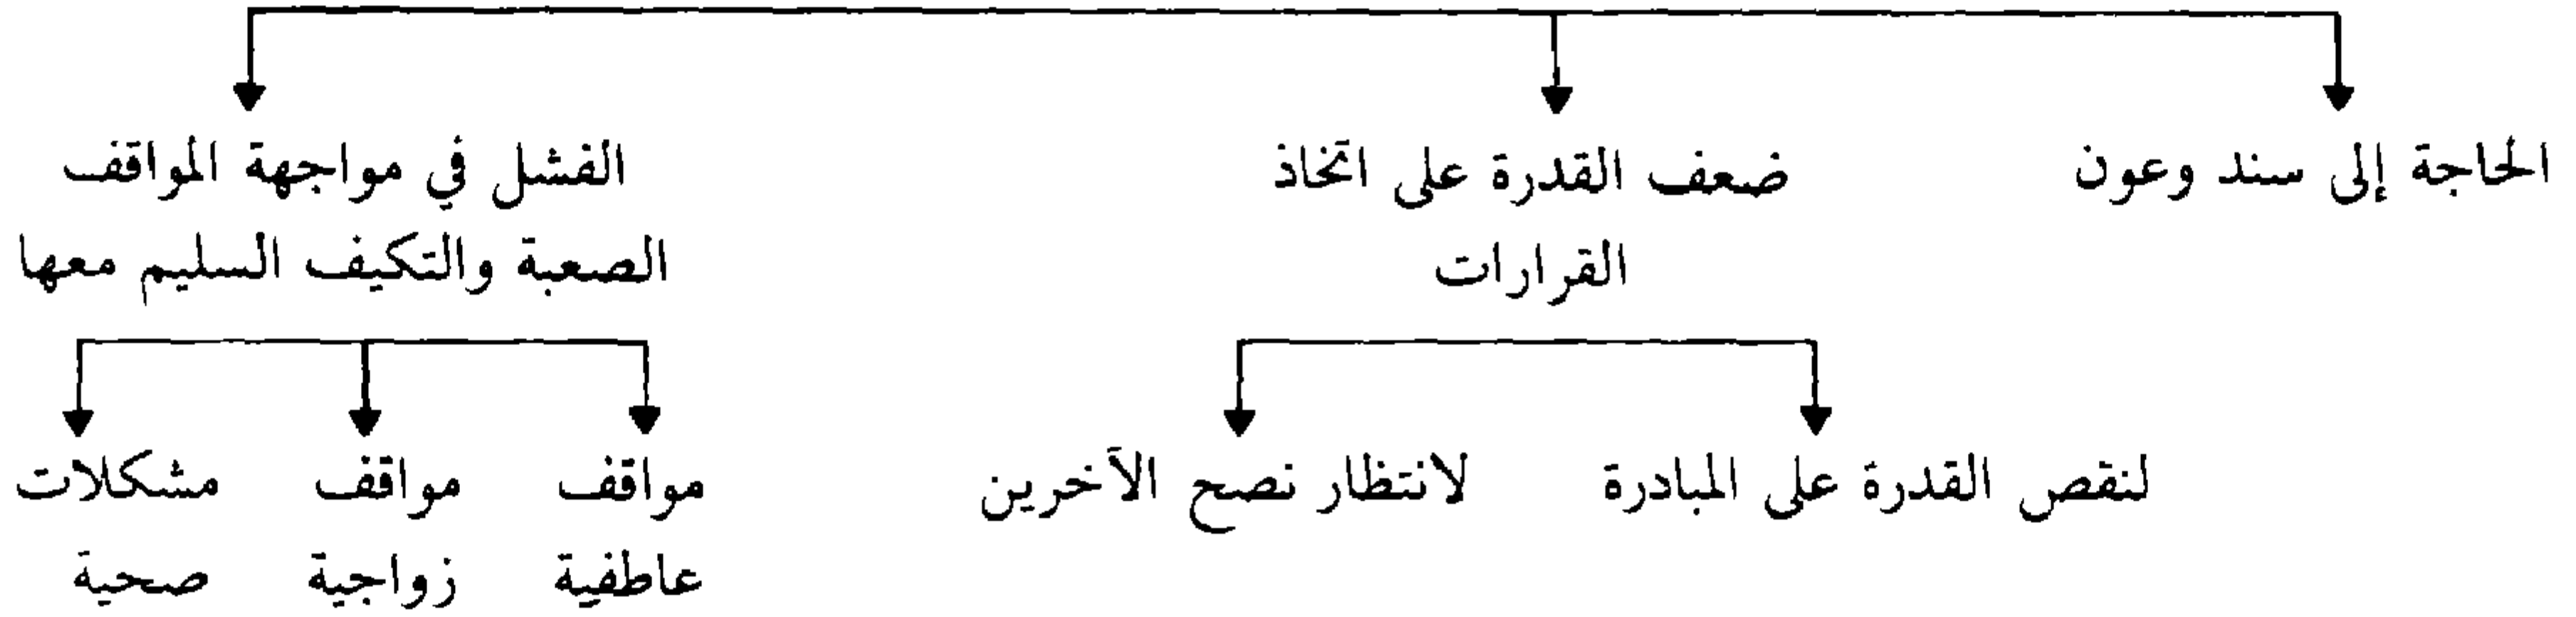 الحاجة إلى سند وعون
ضعف القدرة على اتخاذ
القرارات
الفشل في مواجهة المواقف
الصعبة والتكيف السليم معها
لنقص القدرة على المبادرة
لانتظار نصح الآخرين
مواقف
عاطفية
مواقف
زواجية
مشكلات
صحية